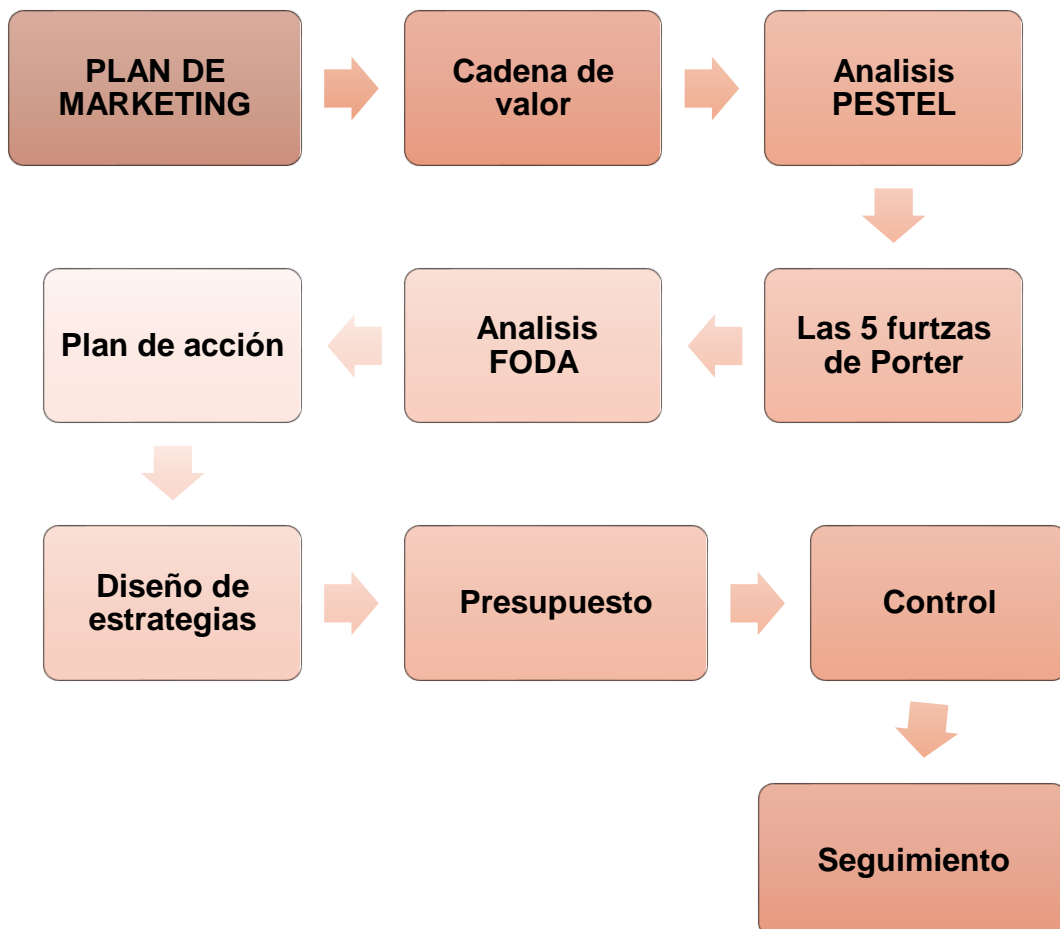 PLAN DE
MARKETING
Cadena de
valor
Analisis
PESTEL
Las 5 furtzas
de Porter
Analisis
FODA
Plan de acción
Diseño de
estrategias
Presupuesto
Control
Seguimiento